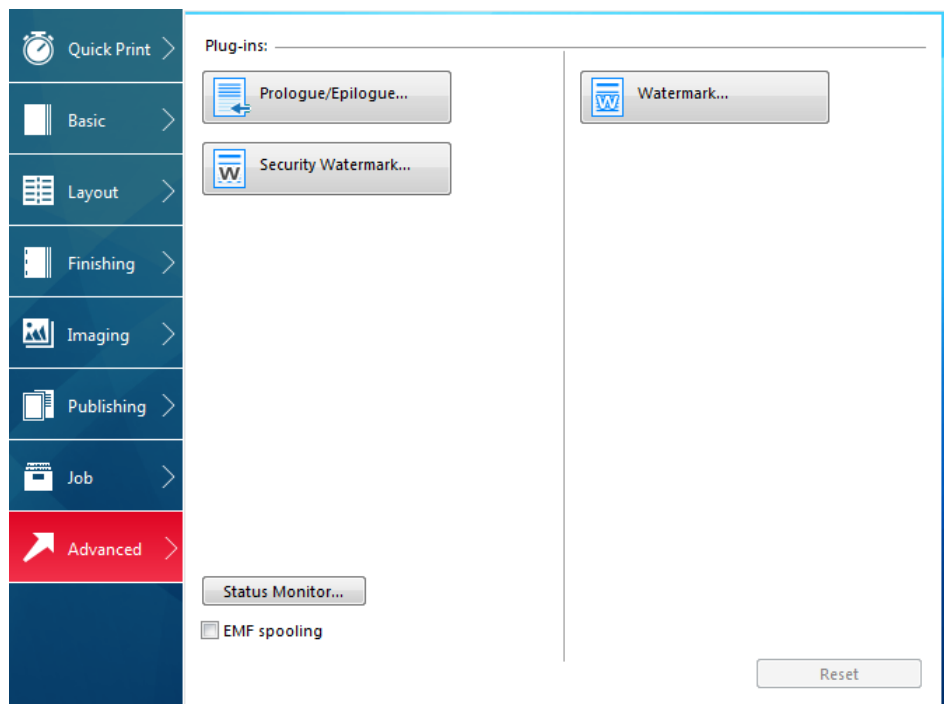 Quick Print
Basic
Layout
Finishing
Imaging
Publishing
Job
Advanced
Plug-ins:
Prologue/Epilogue...
Watermark...
Security Watermark...
Status Monitor...
EMF spooling
Reset